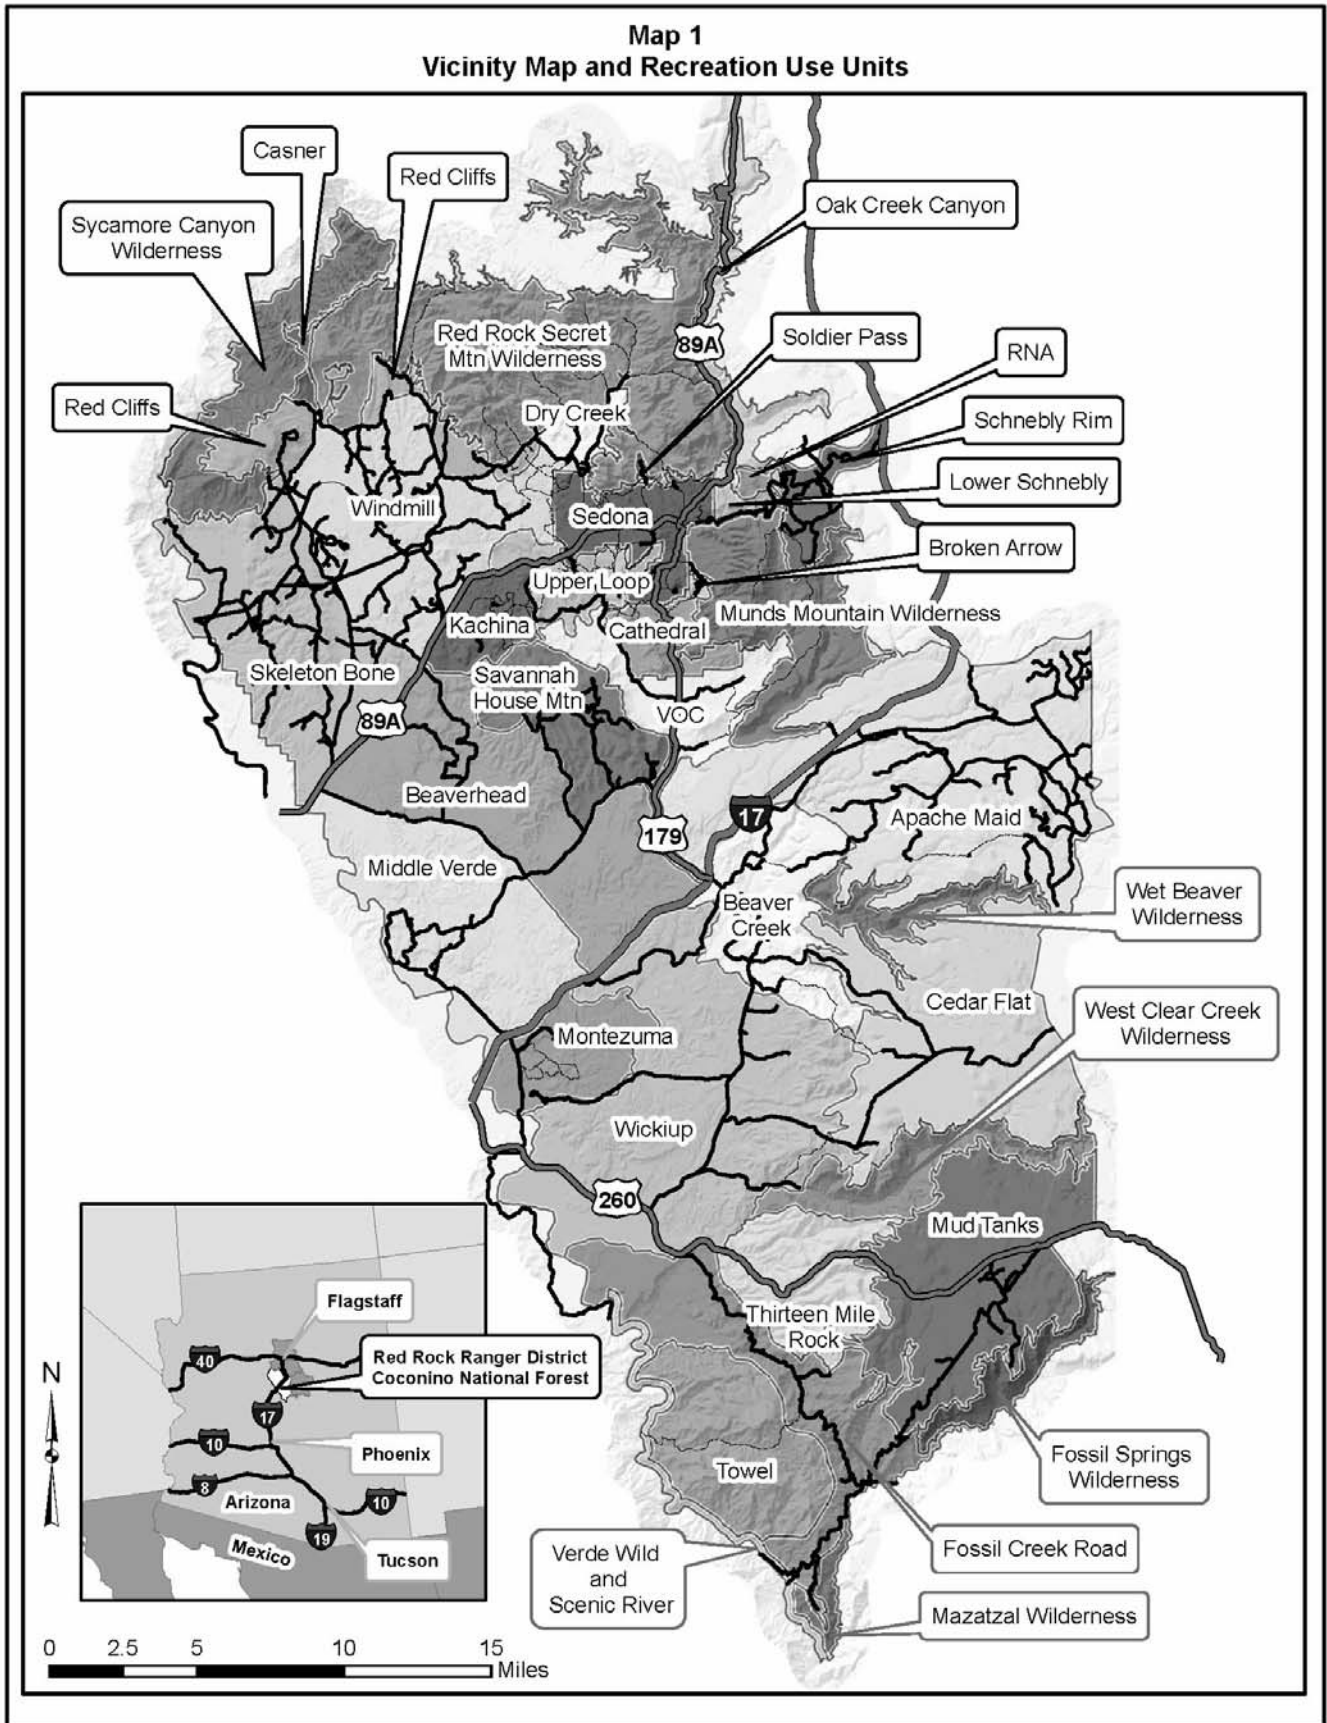 Map 1
Vicinity Map and Recreation Use Units
Casner
Red Cliffs
Sycamore Canyon
Wilderness
Oak Creek Canyon
Red Rock Secret
Mtn Wilderness
89A
Soldier Pass
RNA
Red Cliffs
Dry Creek
Schnebly Rim
Lower Schnebly
Windmill
Sedona
Broken Arrow
Upper Loop
Munds Mountain Wilderness
Kachina
Cathedral
Skeleton Bone
Savannah
House Mtn
89A
VOC
Beaverhead
179
17
Apache Maid
Middle Verde
Beaver
Creek
Wet Beaver
Wilderness
Cedar Flat
West Clear Creek
Wilderness
Montezuma
Wickiup
260
Mud Tanks
Thirteen Mile
Rock
Towel
Fossil Springs
Wilderness
Fossil Creek Road
Verde Wild
and
Scenic River
Mazatzal Wilderness
Flagstaff
40
Red Rock Ranger District
Coconino National Forest
17
10
Phoenix
8
Arizona
10
19
Mexico
Tucson
N
0 2.5 5 10 15
Miles